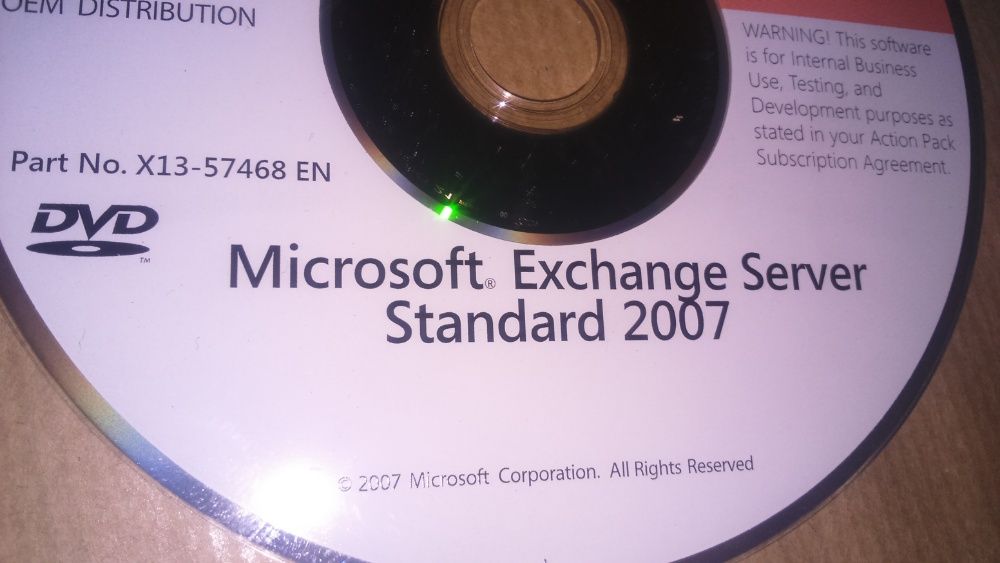 OEM DISTRIBUTION
WARNING! This software
is for Internal Business
Use, Testing, and
Development purposes as
stated in your Action Pack
Subscription Agreement.
Part No. X13-57468 EN
DVD
TM
Microsoft® Exchange Server
Standard 2007
© 2007 Microsoft Corporation. All Rights Reserved